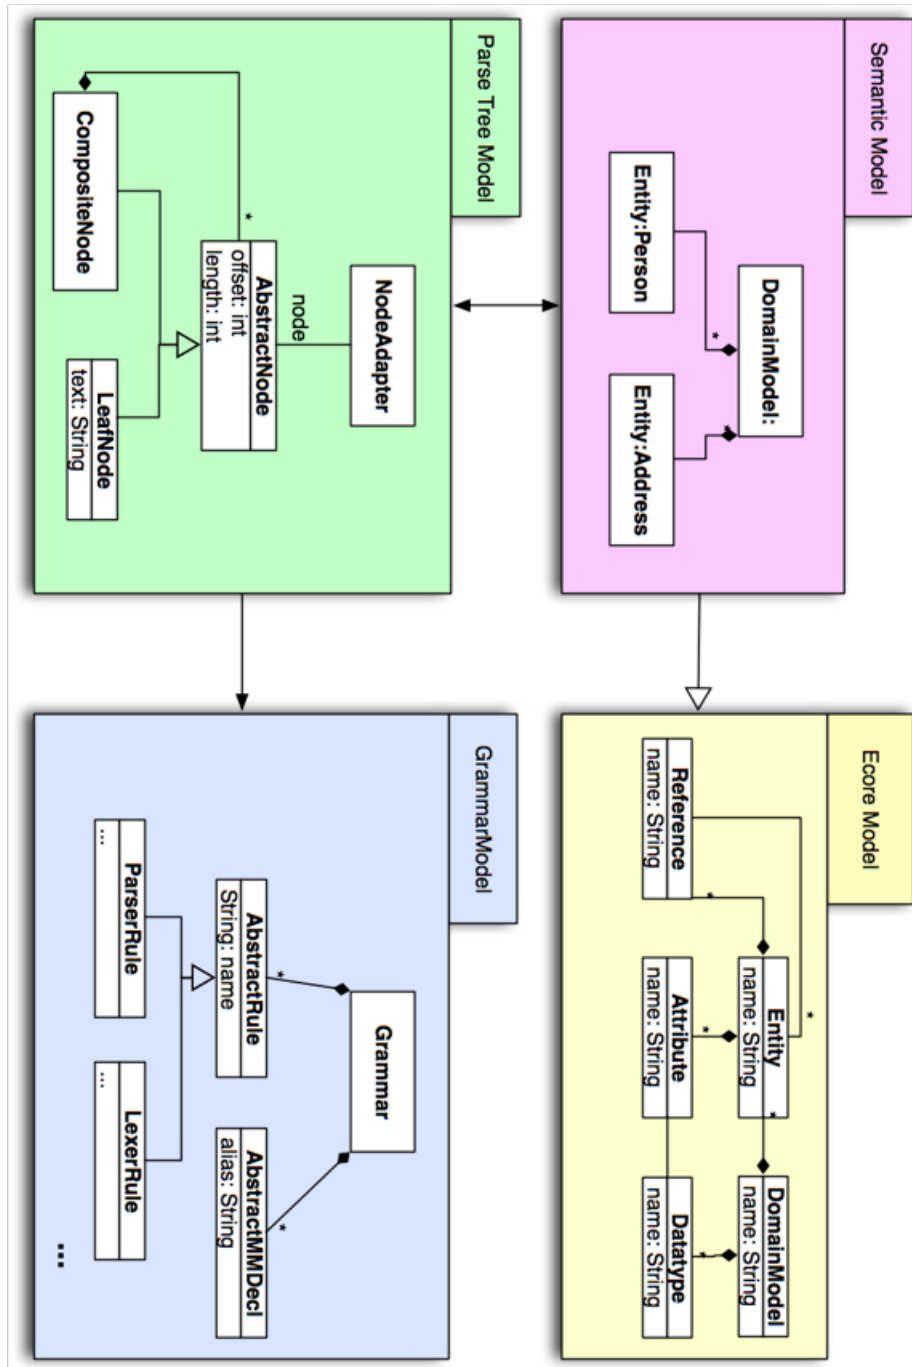 Semantic Model
DomainModel:
*
*
Entity:Person
Entity:Address
Ecore Model
*
Entity
name: String
*
DomainModel
name: String
*
*
*
Reference
name: String
Attribute
name: String
Datatype
name: String
Parse Tree Model
NodeAdapter
node
*
AbstractNode
offset: int
length: int
CompositeNode
LeafNode
text: String
GrammarModel
Grammar
*
*
AbstractRule
String: name
AbstractMMDecl
alias: String
ParserRule
...
LexerRule
...
...